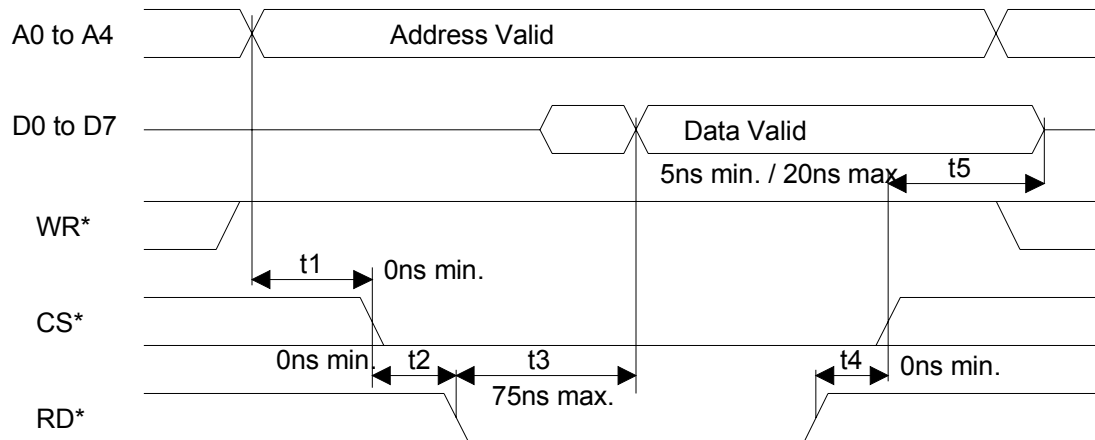 A0 to A4
Address Valid
D0 to D7
Data Valid
5ns min. / 20ns max
t5
WR*
t1
0ns min.
CS*
0ns min.
t2
t3
t4
0ns min.
75ns max.
RD*